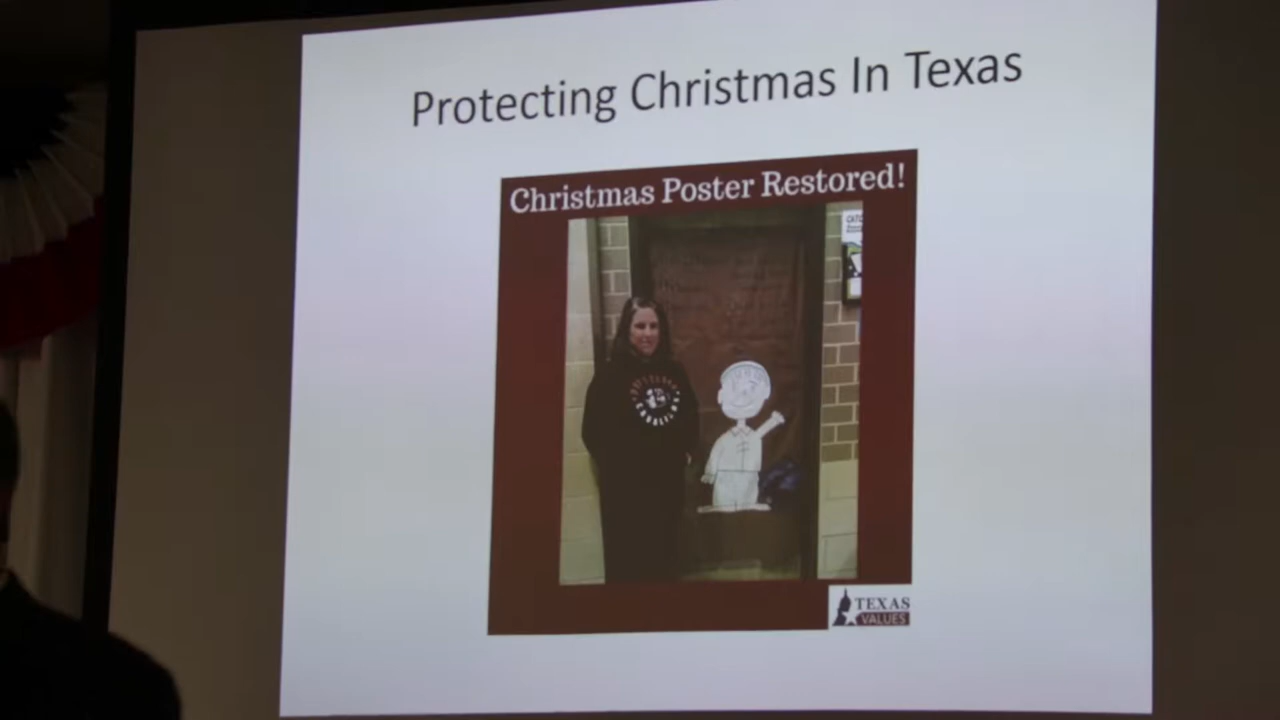 Protecting Christmas In Texas
Christmas Poster Restored!
TEXAS
VALUES